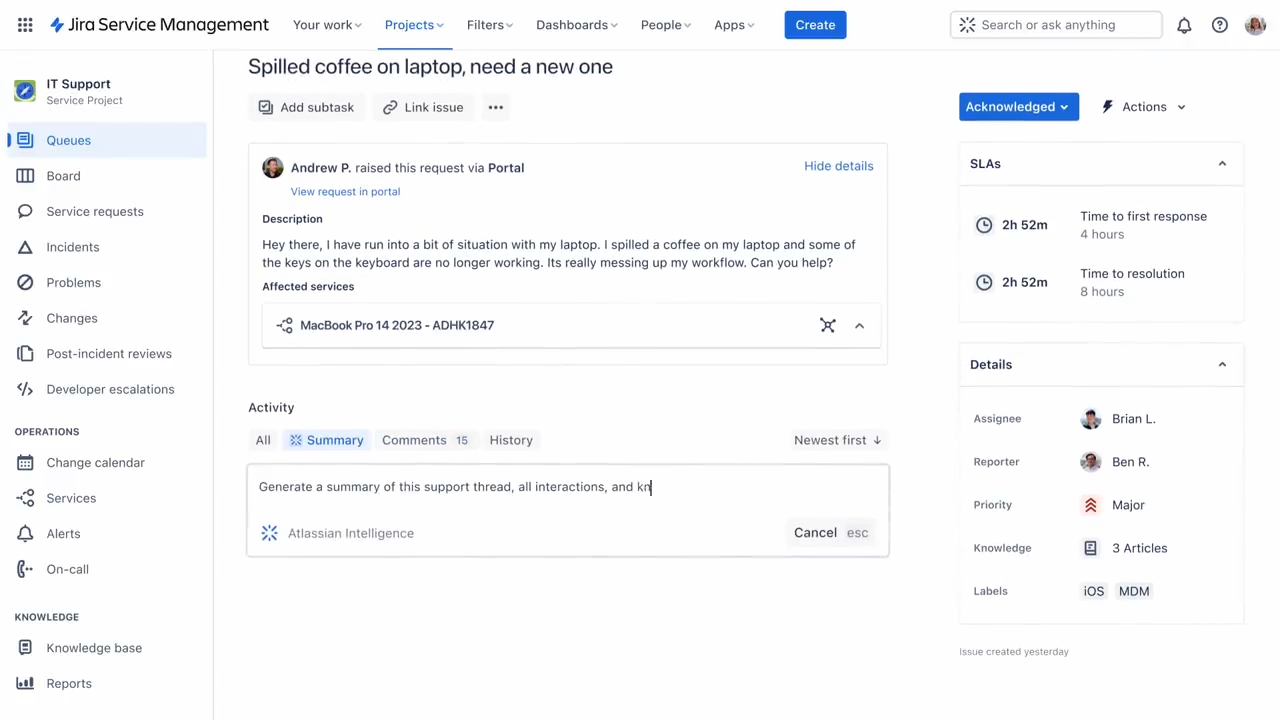 Jira Service Management
Your work
Projects
Filters
Dashboards
People
Apps
Create
Search or ask anything
IT Support
Service Project
Queues
Board
Service requests
Incidents
Problems
Changes
Post-incident reviews
Developer escalations
OPERATIONS
Change calendar
Services
Alerts
On-call
KNOWLEDGE
Knowledge base
Reports
Spilled coffee on laptop, need a new one
Add subtask
Link issue
Andrew P. raised this request via Portal
Hide details
View request in portal
Description
Hey there, I have run into a bit of situation with my laptop. I spilled a coffee on my laptop and some of
the keys on the keyboard are no longer working. Its really messing up my workflow. Can you help?
Affected services
MacBook Pro 14 2023 - ADHK1847
Activity
All
Summary
Comments 15
History
Newest first
Generate a summary of this support thread, all interactions, and kn
Atlassian Intelligence
Cancel esc
Acknowledged
Actions
SLAs
2h 52m
Time to first response
4 hours
2h 52m
Time to resolution
8 hours
Details
Assignee
Brian L.
Reporter
Ben R.
Priority
Major
Knowledge
3 Articles
Labels
iOS
MDM
Issue created yesterday